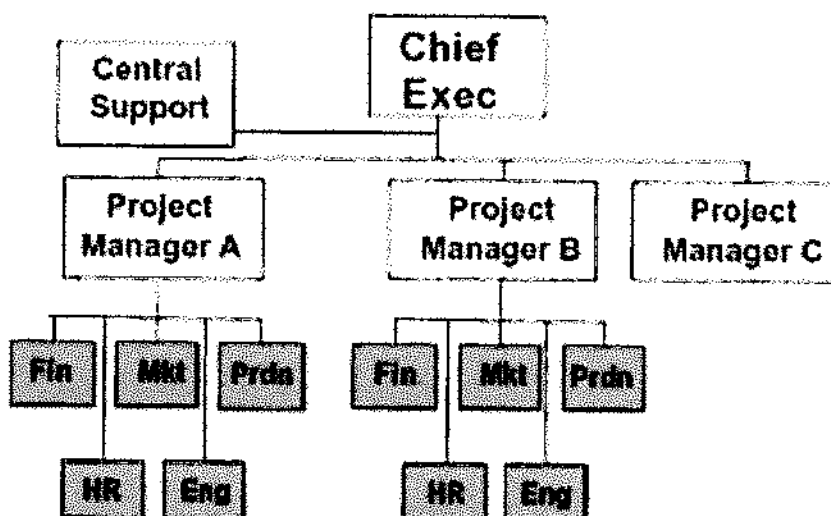 Chief
Exec
Central
Support
Project
Manager A
Project
Manager B
Project
Manager C
Fin
Mkt
Prdn
Fin
Mkt
Prdn
HR
Eng
HR
Eng